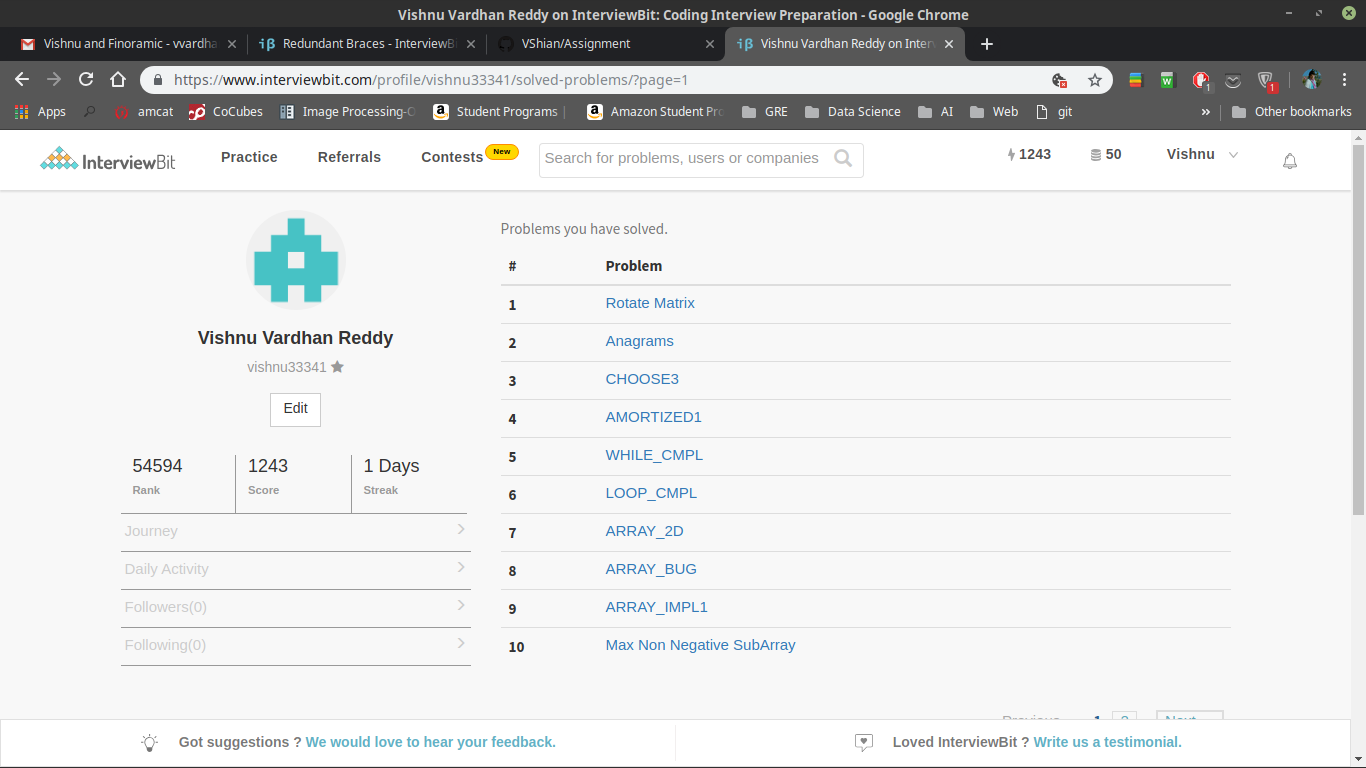 Vishnu Vardhan Reddy on InterviewBit: Coding Interview Preparation - Google Chrome
Vishnu and Finoramic - vvardha
Redundant Braces - InterviewBi
VShian/Assignment
Vishnu Vardhan Reddy on Interv
https://www.interviewbit.com/profile/vishnu33341/solved-problems/?page=1
1
1
Apps
amcat
CoCubes
Image Processing-O
Student Programs |
Amazon Student Pro
GRE
Data Science
AI
Web
git
»
Other bookmarks
InterviewBit
Practice
Referrals
Contests
New
Search for problems, users or companies
1243
50
Vishnu
Vishnu Vardhan Reddy
vishnu33341
Edit
54594
Rank
1243
Score
1 Days
Streak
Journey
Daily Activity
Followers(0)
Following(0)
Problems you have solved.
# Problem
1 Rotate Matrix
2 Anagrams
3 CHOOSE3
4 AMORTIZED1
5 WHILE_CMPL
6 LOOP_CMPL
7 ARRAY_2D
8 ARRAY_BUG
9 ARRAY_IMPL1
10 Max Non Negative SubArray
Previous 1 2 Next
Got suggestions ? We would love to hear your feedback.
Loved InterviewBit ? Write us a testimonial.